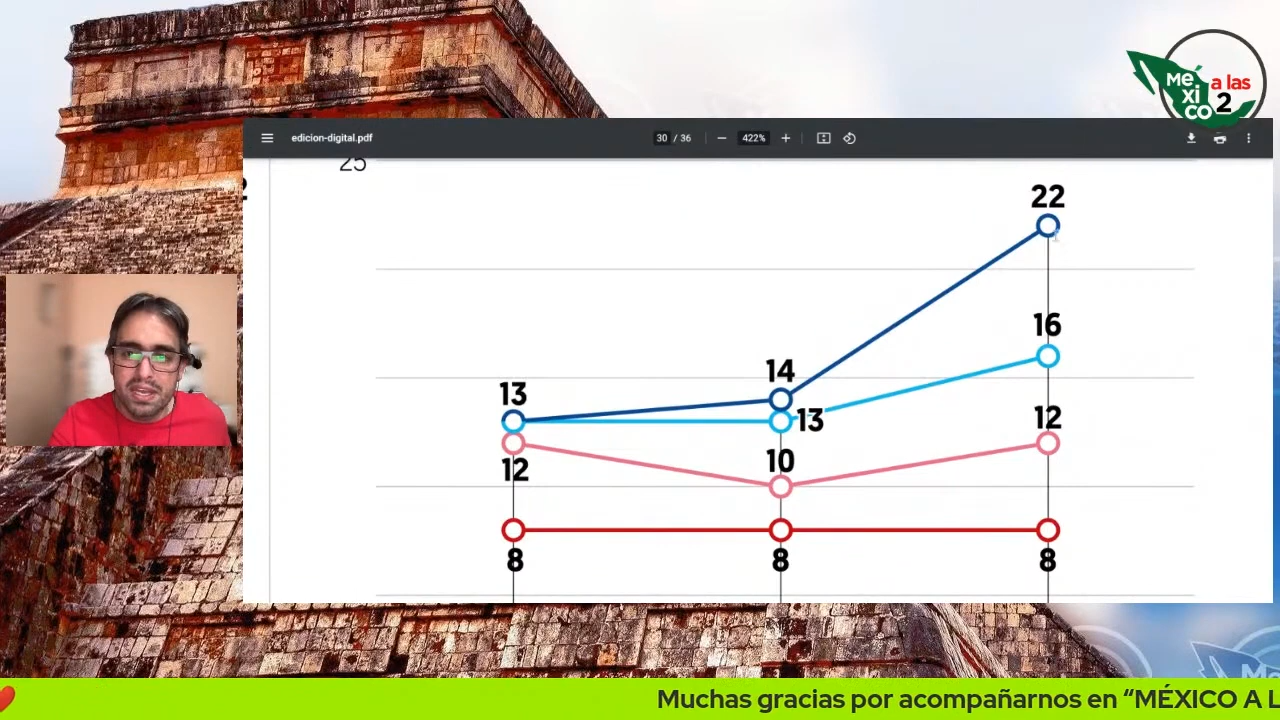 Mé
xi
co
a las
2
edicion-digital.pdf
30 / 36
422%
25
22
16
14
13
13
12
12
10
8
8
8
Muchas gracias por acompañarnos en “MÉXICO A L